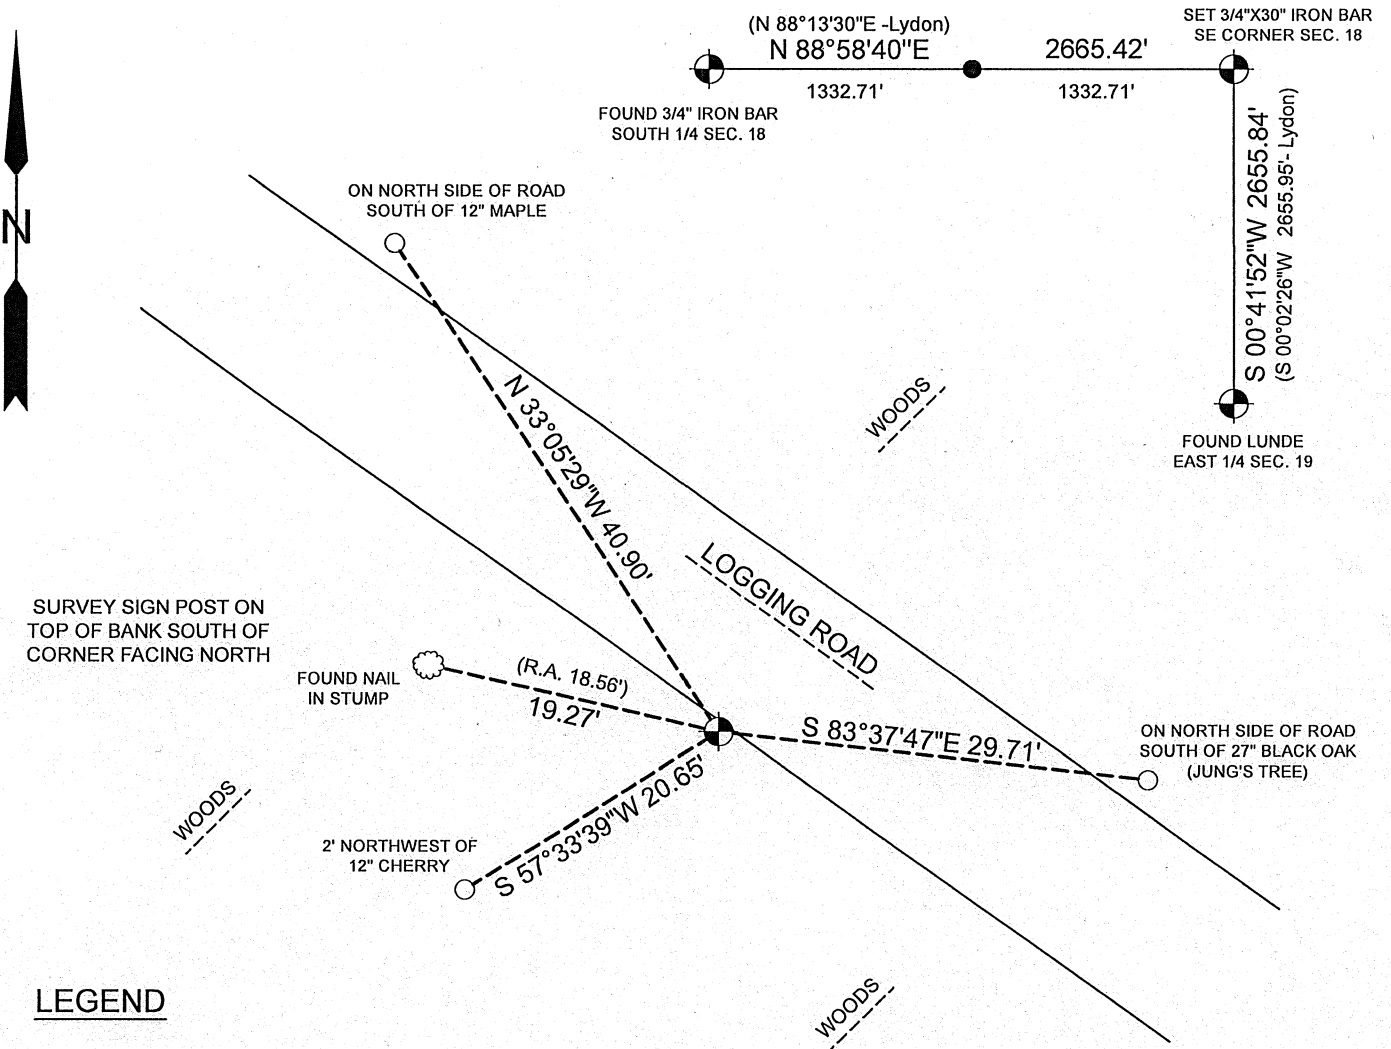 (N 88°13'30"E -Lydon)
N 88°58'40"E
2665.42'
1332.71'
1332.71'
SET 3/4"X30" IRON BAR
SE CORNER SEC. 18
FOUND 3/4" IRON BAR
SOUTH 1/4 SEC. 18
S 00°41'52"W 2655.84'
(S 00°02'26"W 2655.95'- Lydon)
FOUND LUNDE
EAST 1/4 SEC. 19
N
ON NORTH SIDE OF ROAD
SOUTH OF 12" MAPLE
N 33°05'29"W 40.90'
WOODS
LOGGING ROAD
SURVEY SIGN POST ON
TOP OF BANK SOUTH OF
CORNER FACING NORTH
FOUND NAIL
IN STUMP
(R.A. 18.56')
19.27'
S 83°37'47"E 29.71'
ON NORTH SIDE OF ROAD
SOUTH OF 27" BLACK OAK
(JUNG'S TREE)
S 57°33'39"W 20.65'
WOODS
2' NORTHWEST OF
12" CHERRY
LEGEND
WOODS